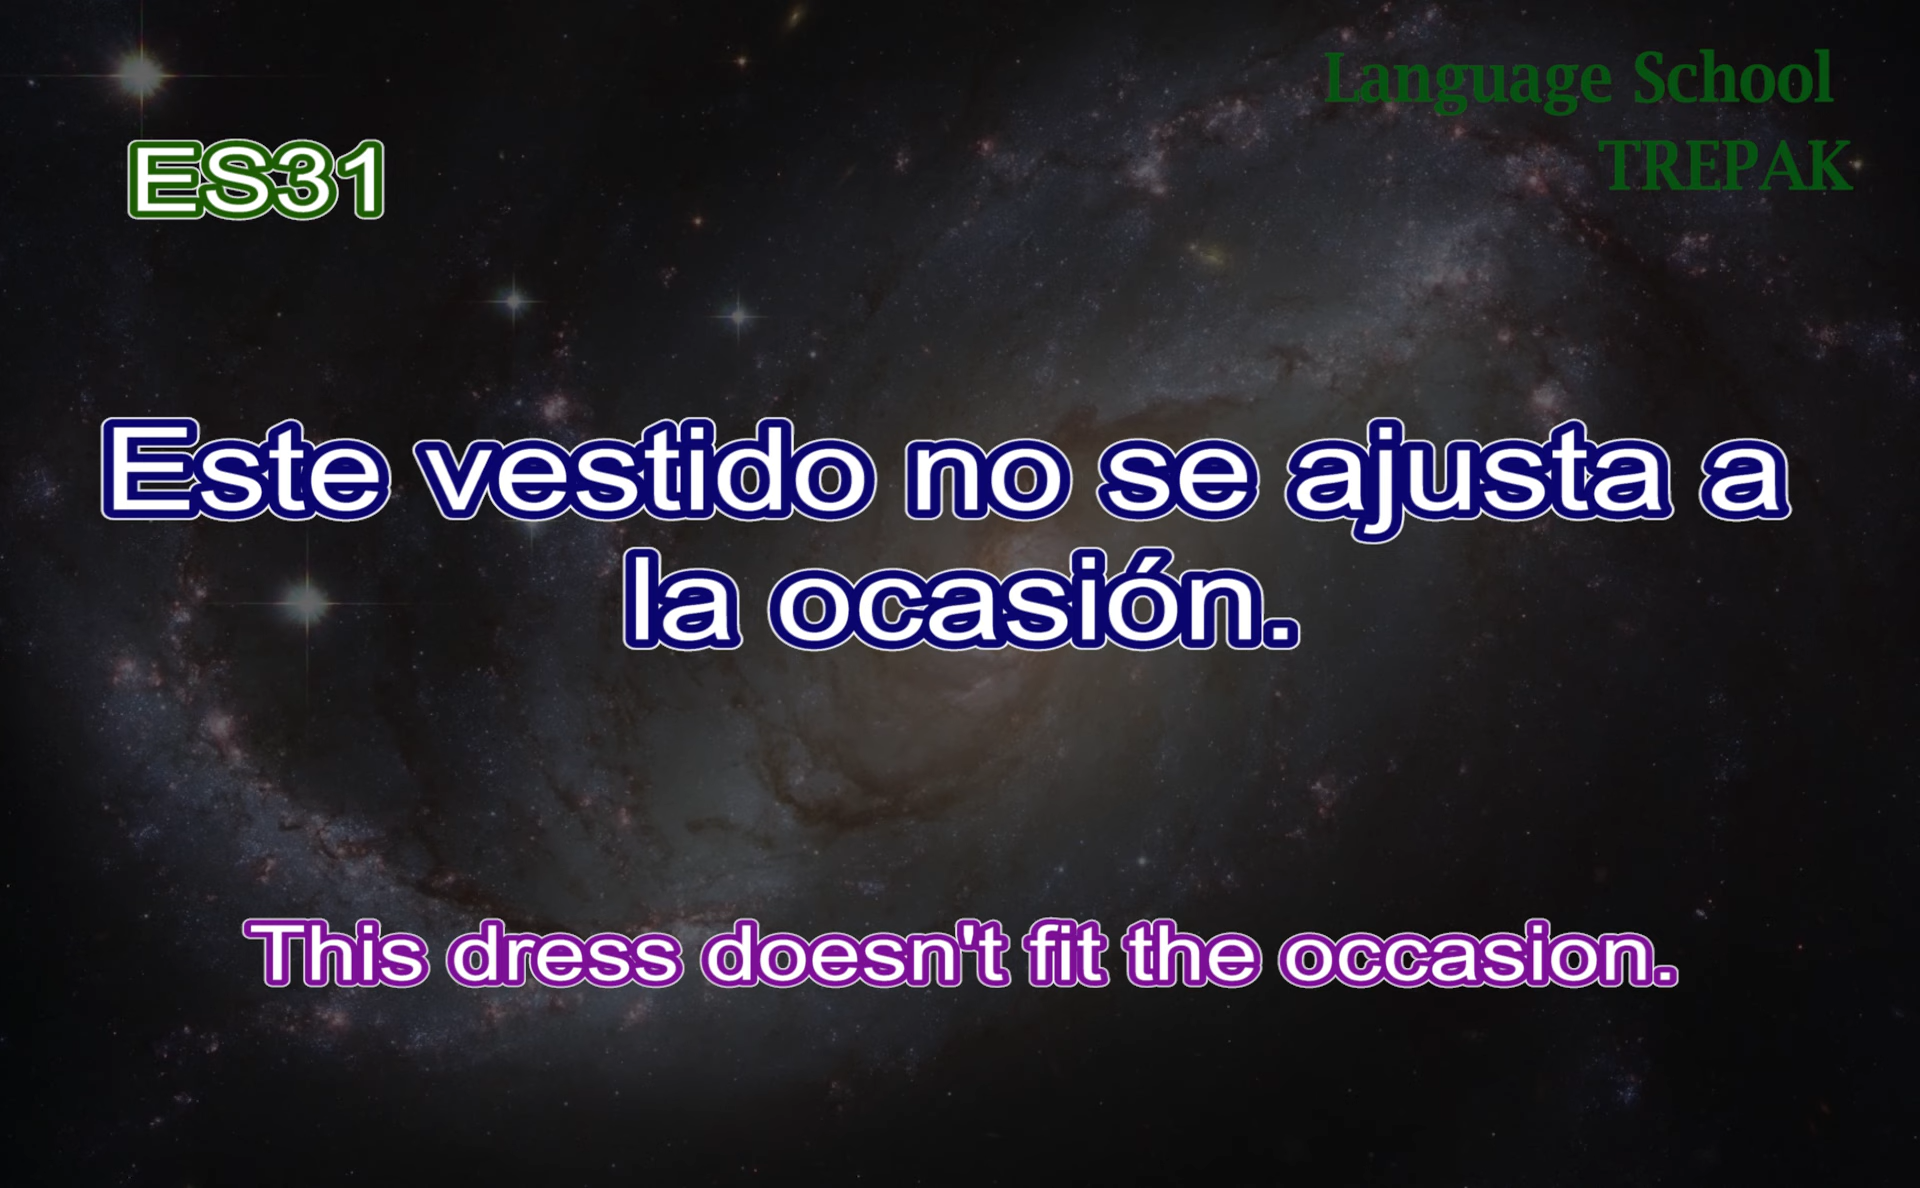 Language School
TREPAK
ES31
Este vestido no se ajusta a
la ocasión.
This dress doesn't fit the occasion.